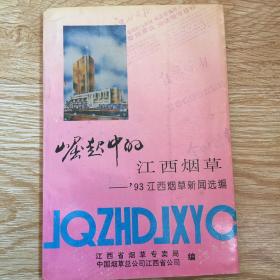 崛起中的
江西烟草
——'93江西烟草新闻选编
JQZHDJXYC
江西省烟草专卖局
中国烟草总公司江西省公司
编